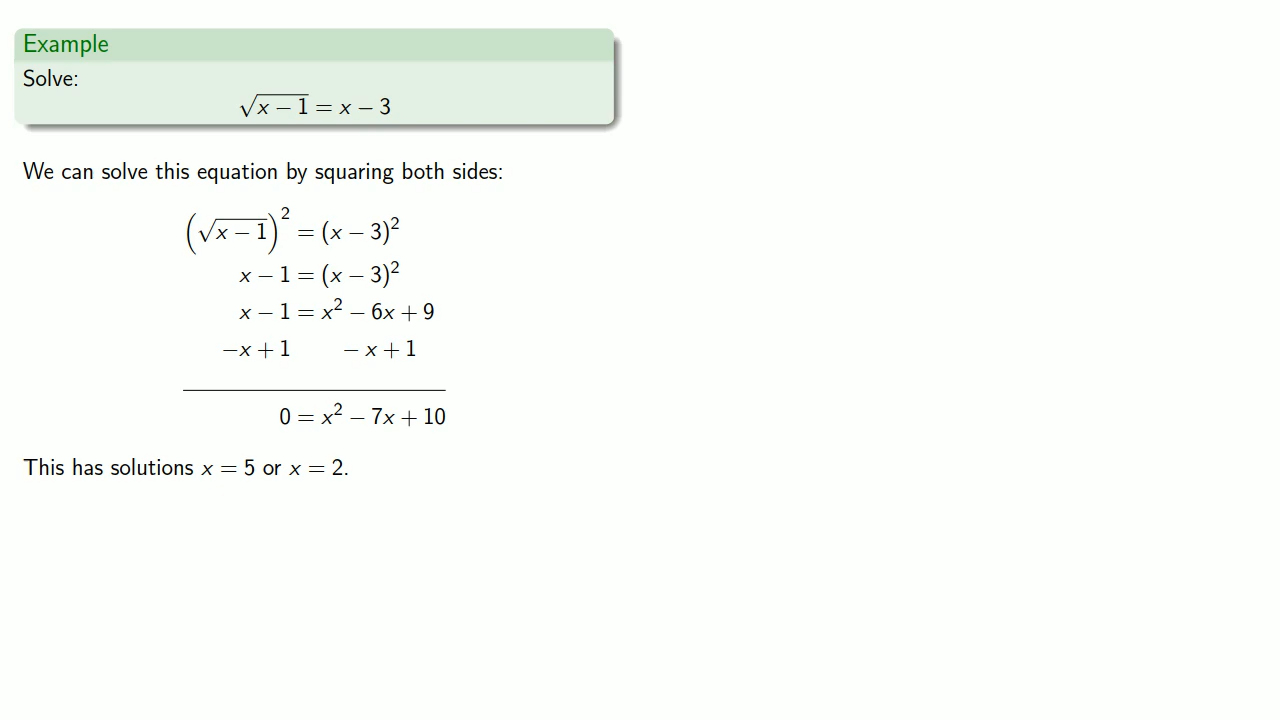 Example
Solve:
√(x − 1) = x − 3
We can solve this equation by squaring both sides:
(√(x − 1))² = (x − 3)²
x − 1 = (x − 3)²
x − 1 = x² − 6x + 9
−x + 1 − x + 1
0 = x² − 7x + 10
This has solutions x = 5 or x = 2.